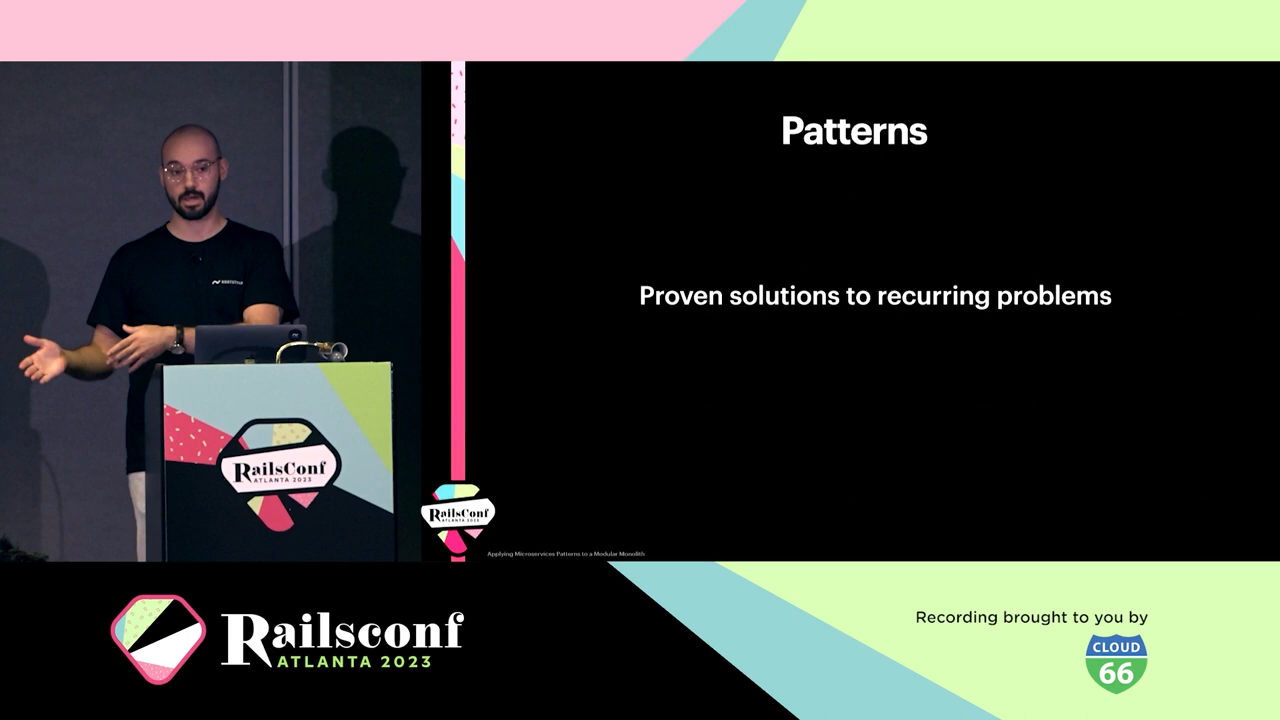 Patterns
Proven solutions to recurring problems
RailsConf
ATLANTA 2023
RailsConf
ATLANTA 2023
Applying Microservices Patterns to a Modular Monolith
Railsconf
ATLANTA 2023
Recording brought to you by
CLOUD
66